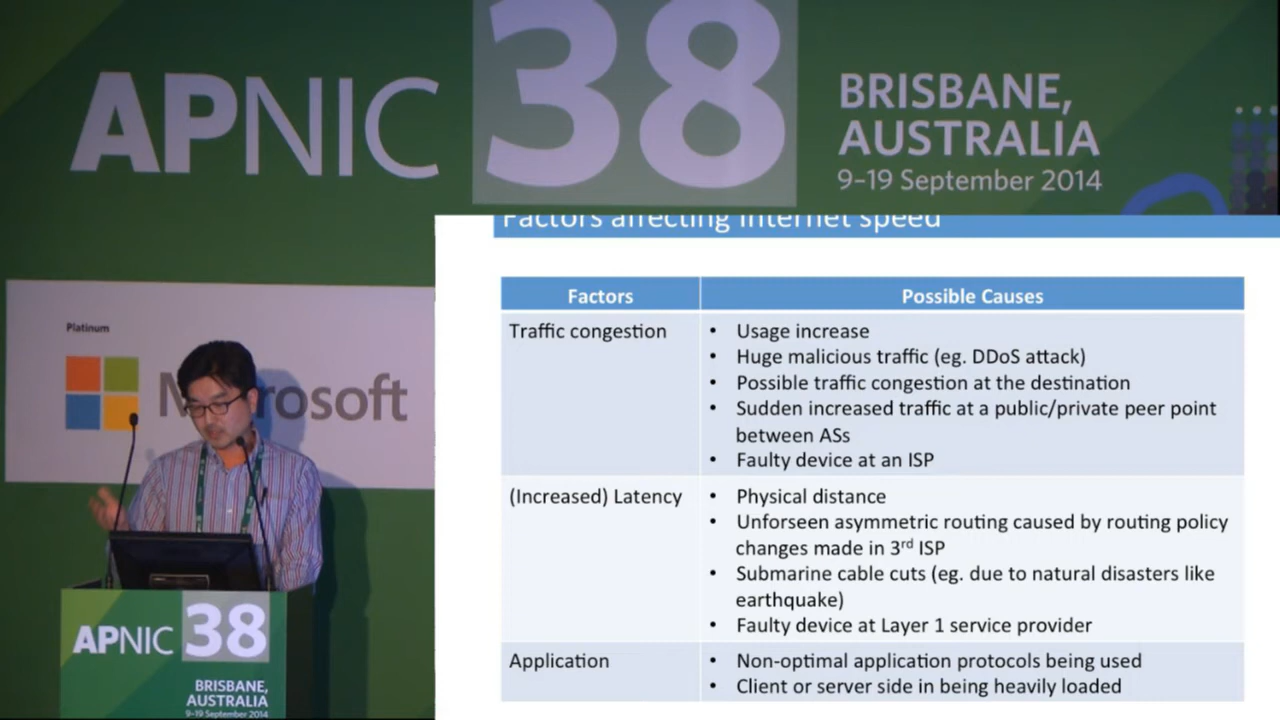 APNIC 38
BRISBANE,
AUSTRALIA
9–19 September 2014
Factors affecting Internet speed
Platinum
Microsoft
Factors
Possible Causes
Traffic congestion
• Usage increase
• Huge malicious traffic (eg. DDoS attack)
• Possible traffic congestion at the destination
• Sudden increased traffic at a public/private peer point
between ASs
• Faulty device at an ISP
(Increased) Latency
• Physical distance
• Unforseen asymmetric routing caused by routing policy
changes made in 3rd ISP
• Submarine cable cuts (eg. due to natural disasters like
earthquake)
• Faulty device at Layer 1 service provider
Application
• Non-optimal application protocols being used
• Client or server side in being heavily loaded
APNIC 38
BRISBANE,
AUSTRALIA
9–19 September 2014